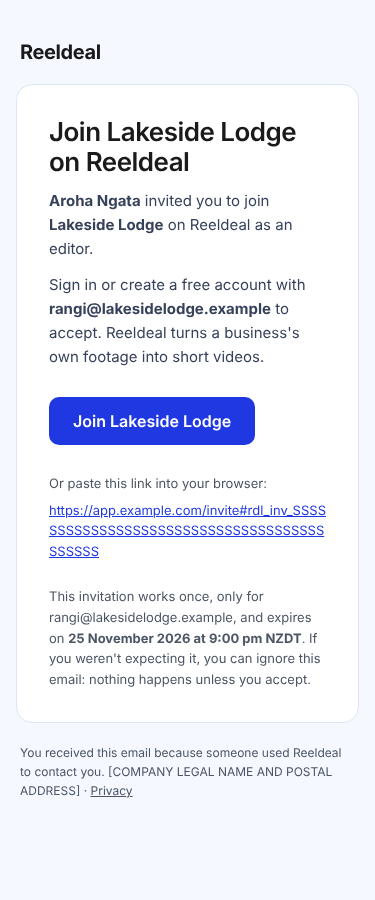 Reeldeal
Join Lakeside Lodge
on Reeldeal
Aroha Ngata invited you to join
Lakeside Lodge on Reeldeal as an
editor.
Sign in or create a free account with
rangi@lakesidelodge.example to
accept. Reeldeal turns a business's
own footage into short videos.
Join Lakeside Lodge
Or paste this link into your browser:
https://app.example.com/invite#rdl_inv_SSSS
SSSSSSSSSSSSSSSSSSSSSSSSSSSSSSSSS
SSSSSS
This invitation works once, only for
rangi@lakesidelodge.example, and expires
on 25 November 2026 at 9:00 pm NZDT. If
you weren't expecting it, you can ignore this
email: nothing happens unless you accept.
You received this email because someone used Reeldeal
to contact you. [COMPANY LEGAL NAME AND POSTAL
ADDRESS] · Privacy